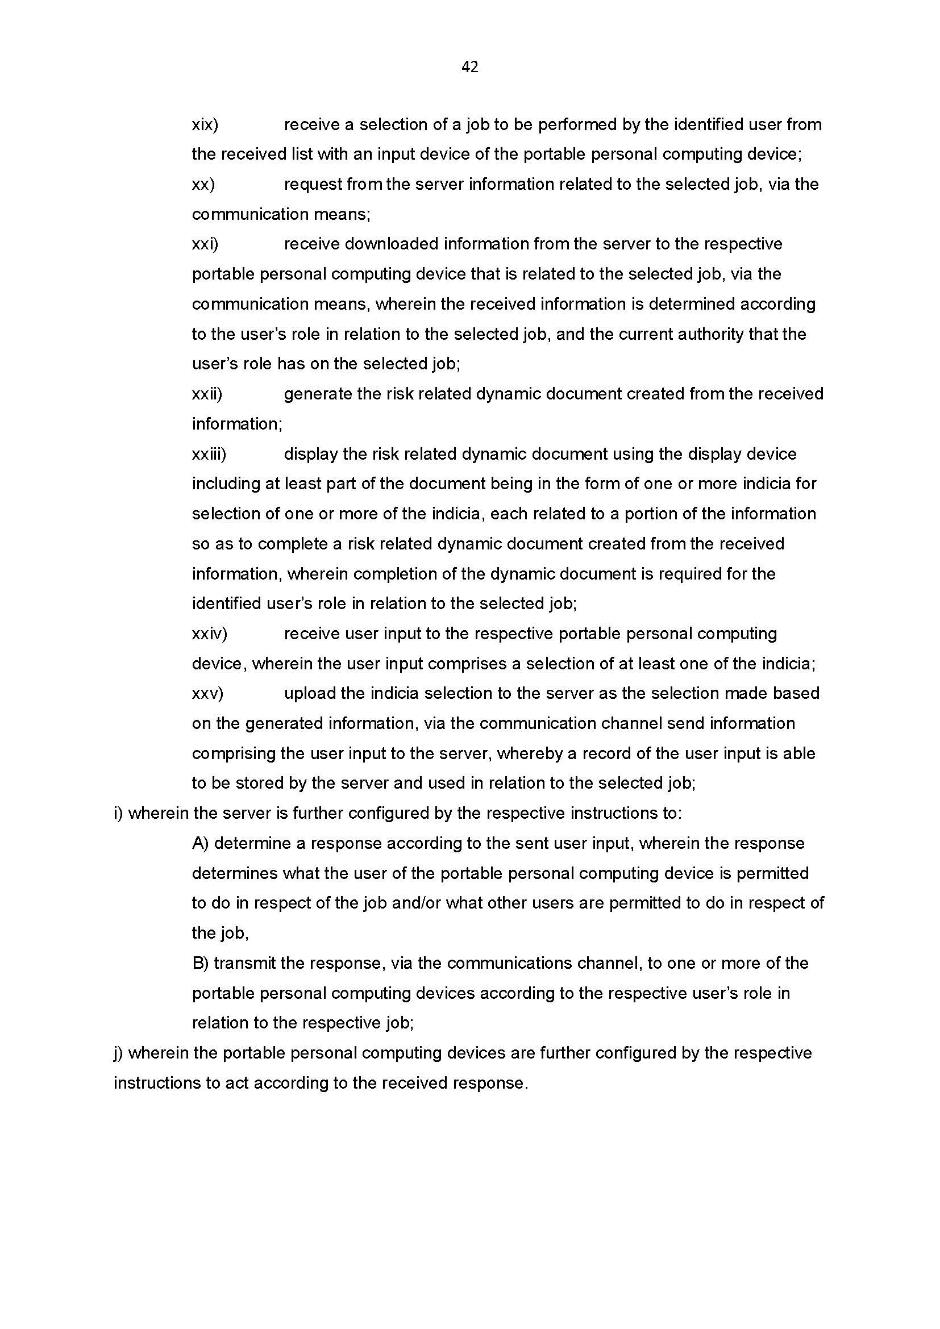 42
xix) receive a selection of a job to be performed by the identified user from
the received list with an input device of the portable personal computing device;
xx) request from the server information related to the selected job, via the
communication means;
xxi) receive downloaded information from the server to the respective
portable personal computing device that is related to the selected job, via the
communication means, wherein the received information is determined according
to the user's role in relation to the selected job, and the current authority that the
user's role has on the selected job;
xxii) generate the risk related dynamic document created from the received
information;
xxiii) display the risk related dynamic document using the display device
including at least part of the document being in the form of one or more indicia for
selection of one or more of the indicia, each related to a portion of the information
so as to complete a risk related dynamic document created from the received
information, wherein completion of the dynamic document is required for the
identified user's role in relation to the selected job;
xxiv) receive user input to the respective portable personal computing
device, wherein the user input comprises a selection of at least one of the indicia;
xxv) upload the indicia selection to the server as the selection made based
on the generated information, via the communication channel send information
comprising the user input to the server, whereby a record of the user input is able
to be stored by the server and used in relation to the selected job;
i) wherein the server is further configured by the respective instructions to:
A) determine a response according to the sent user input, wherein the response
determines what the user of the portable personal computing device is permitted
to do in respect of the job and/or what other users are permitted to do in respect of
the job,
B) transmit the response, via the communications channel, to one or more of the
portable personal computing devices according to the respective user's role in
relation to the respective job;
j) wherein the portable personal computing devices are further configured by the respective
instructions to act according to the received response.